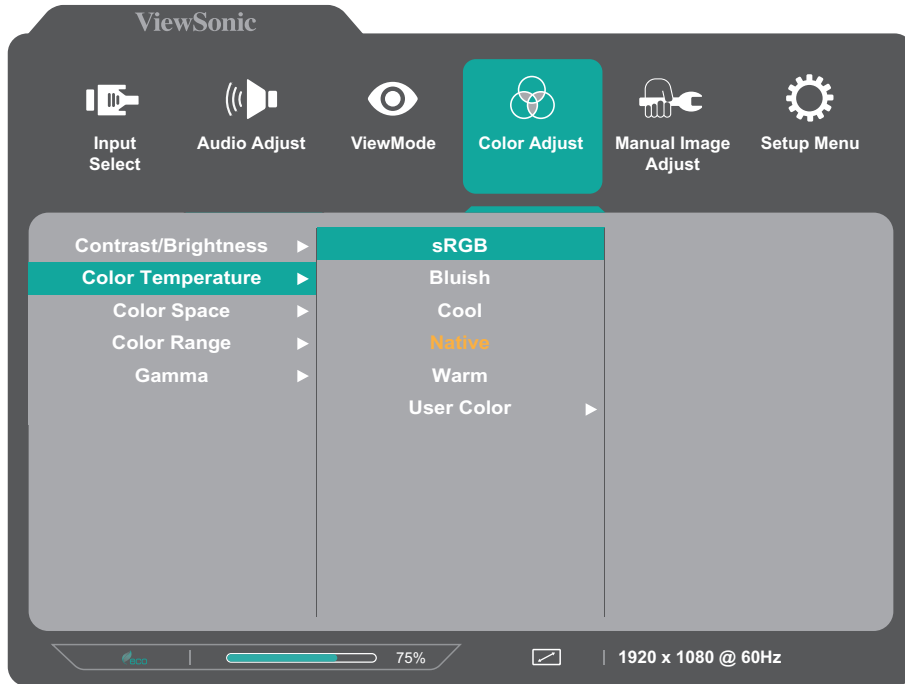 ViewSonic
Input Select
Audio Adjust
ViewMode
Color Adjust
Manual Image Adjust
Setup Menu
Contrast/Brightness
Color Temperature
Color Space
Color Range
Gamma
sRGB
Bluish
Cool
Native
Warm
User Color
eco
75%
1920 x 1080 @ 60Hz